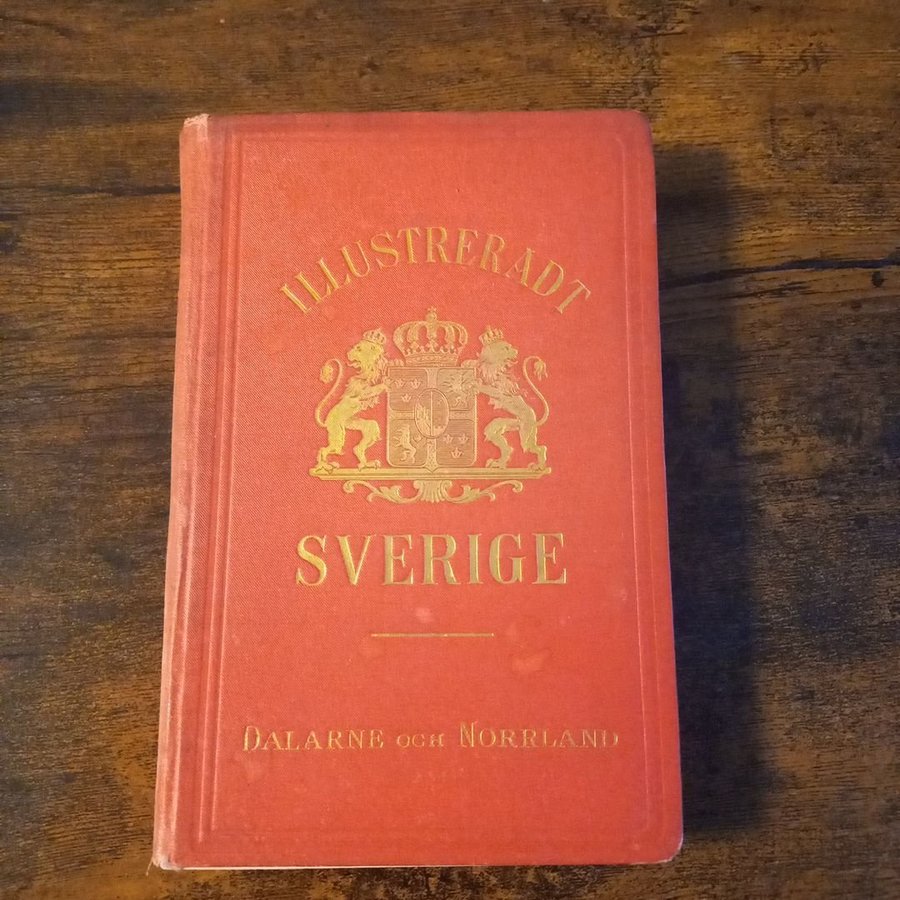 ILLUSTRERADT
SVERIGE
DALARNE OCH NORRLAND